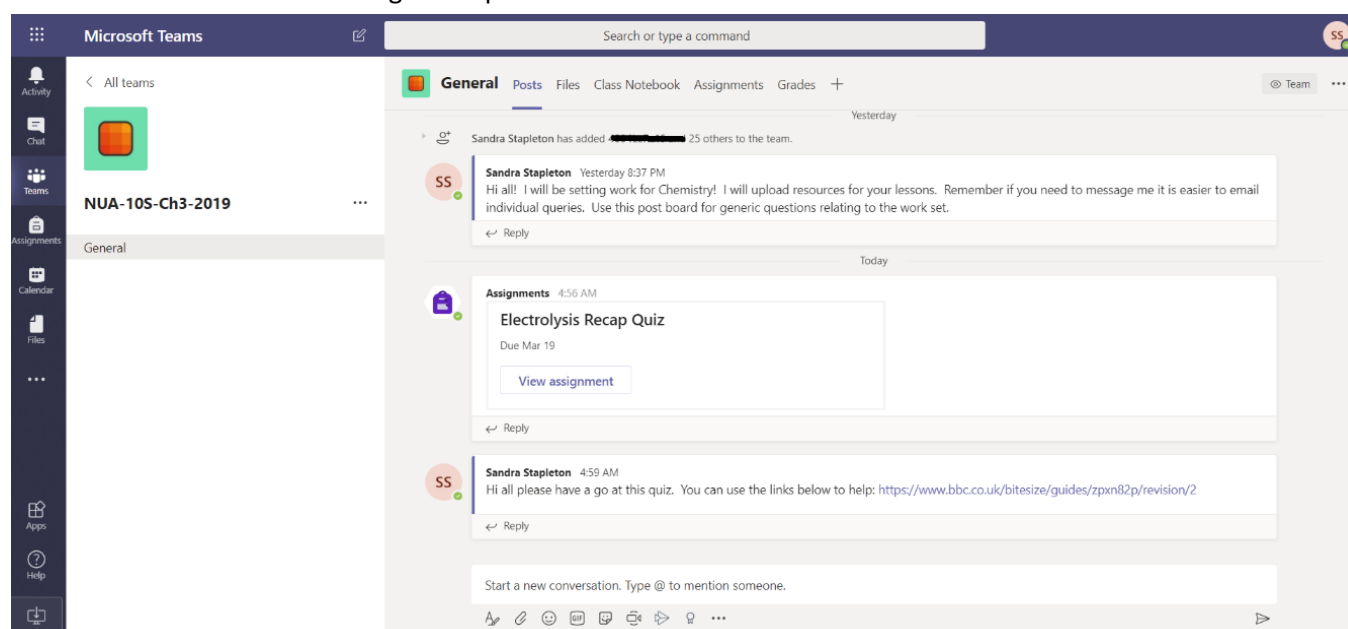 Microsoft Teams
Search or type a command
SS
Activity
Chat
Teams
Assignments
Calendar
Files
Apps
Help
All teams
NUA-10S-Ch3-2019
General
General Posts Files Class Notebook Assignments Grades
Team
Yesterday
Sandra Stapleton has added 25 others to the team.
SS
Sandra Stapleton Yesterday 8:37 PM
Hi all! I will be setting work for Chemistry! I will upload resources for your lessons. Remember if you need to message me it is easier to email
individual queries. Use this post board for generic questions relating to the work set.
Reply
Today
Assignments 4:56 AM
Electrolysis Recap Quiz
Due Mar 19
View assignment
Reply
SS
Sandra Stapleton 4:59 AM
Hi all please have a go at this quiz. You can use the links below to help: https://www.bbc.co.uk/bitesize/guides/zpxn82p/revision/2
Reply
Start a new conversation. Type @ to mention someone.
GIF